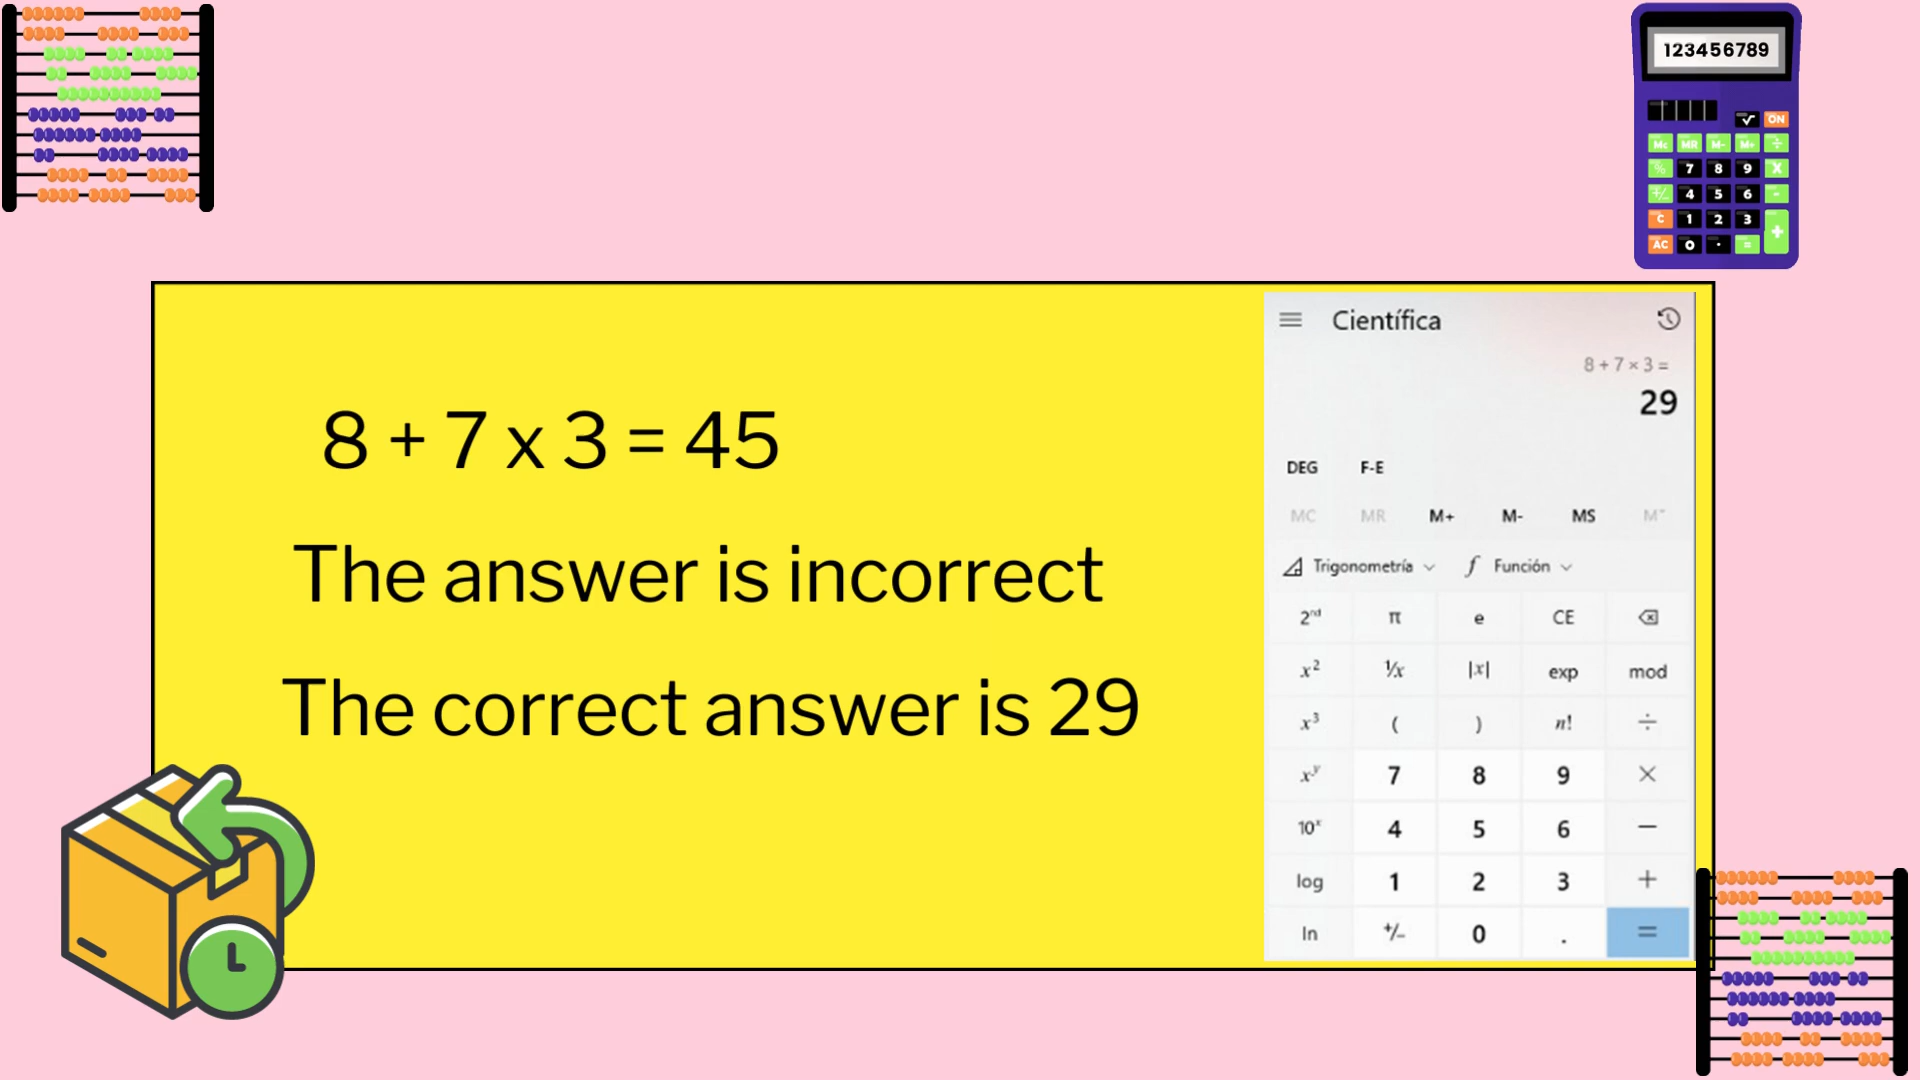 123456789
√ ON
Mc MR M- M+ ÷
% 7 8 9 X
+/- 4 5 6 -
C 1 2 3 +
AC 0 · =
8 + 7 x 3 = 45
The answer is incorrect
The correct answer is 29
Científica
8 + 7 × 3 =
29
DEG F-E
MC MR M+ M- MS M˅
Trigonometría f Función
2ⁿᵈ π e CE
x² ¹/x |x| exp mod
x³ ( ) n! ÷
xʸ 7 8 9 ×
10ˣ 4 5 6 −
log 1 2 3 +
ln +/− 0 . =